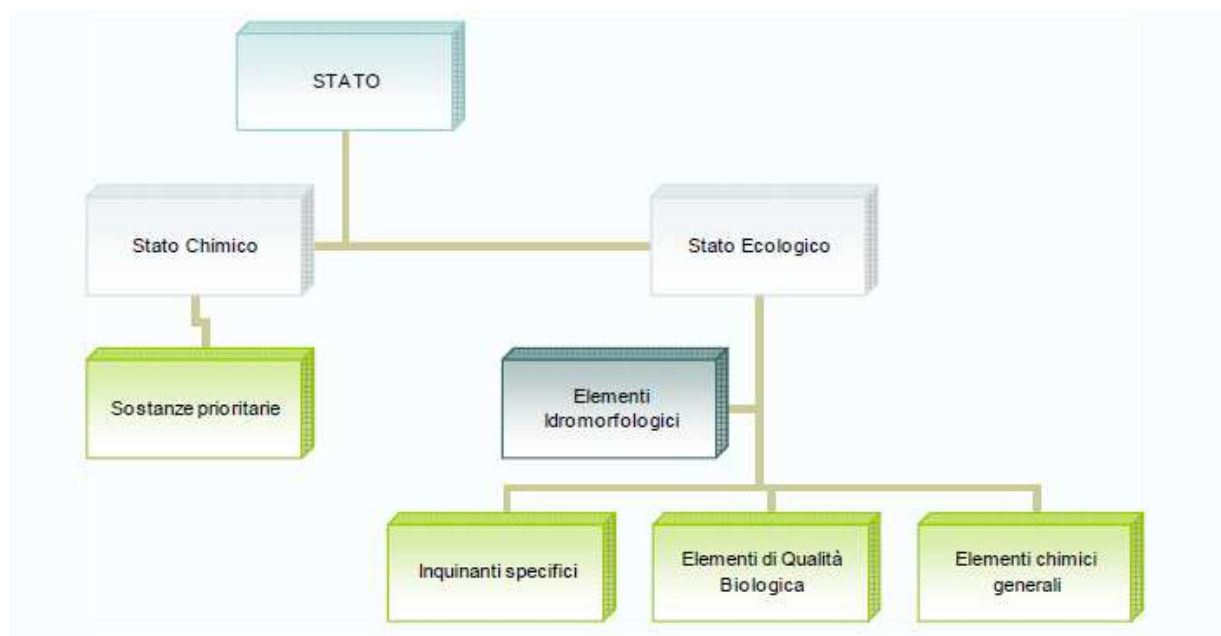 STATO
Stato Chimico
Stato Ecologico
Sostanze prioritarie
Elementi
Idromorfologici
Inquinanti specifici
Elementi di Qualità
Biologica
Elementi chimici
generali